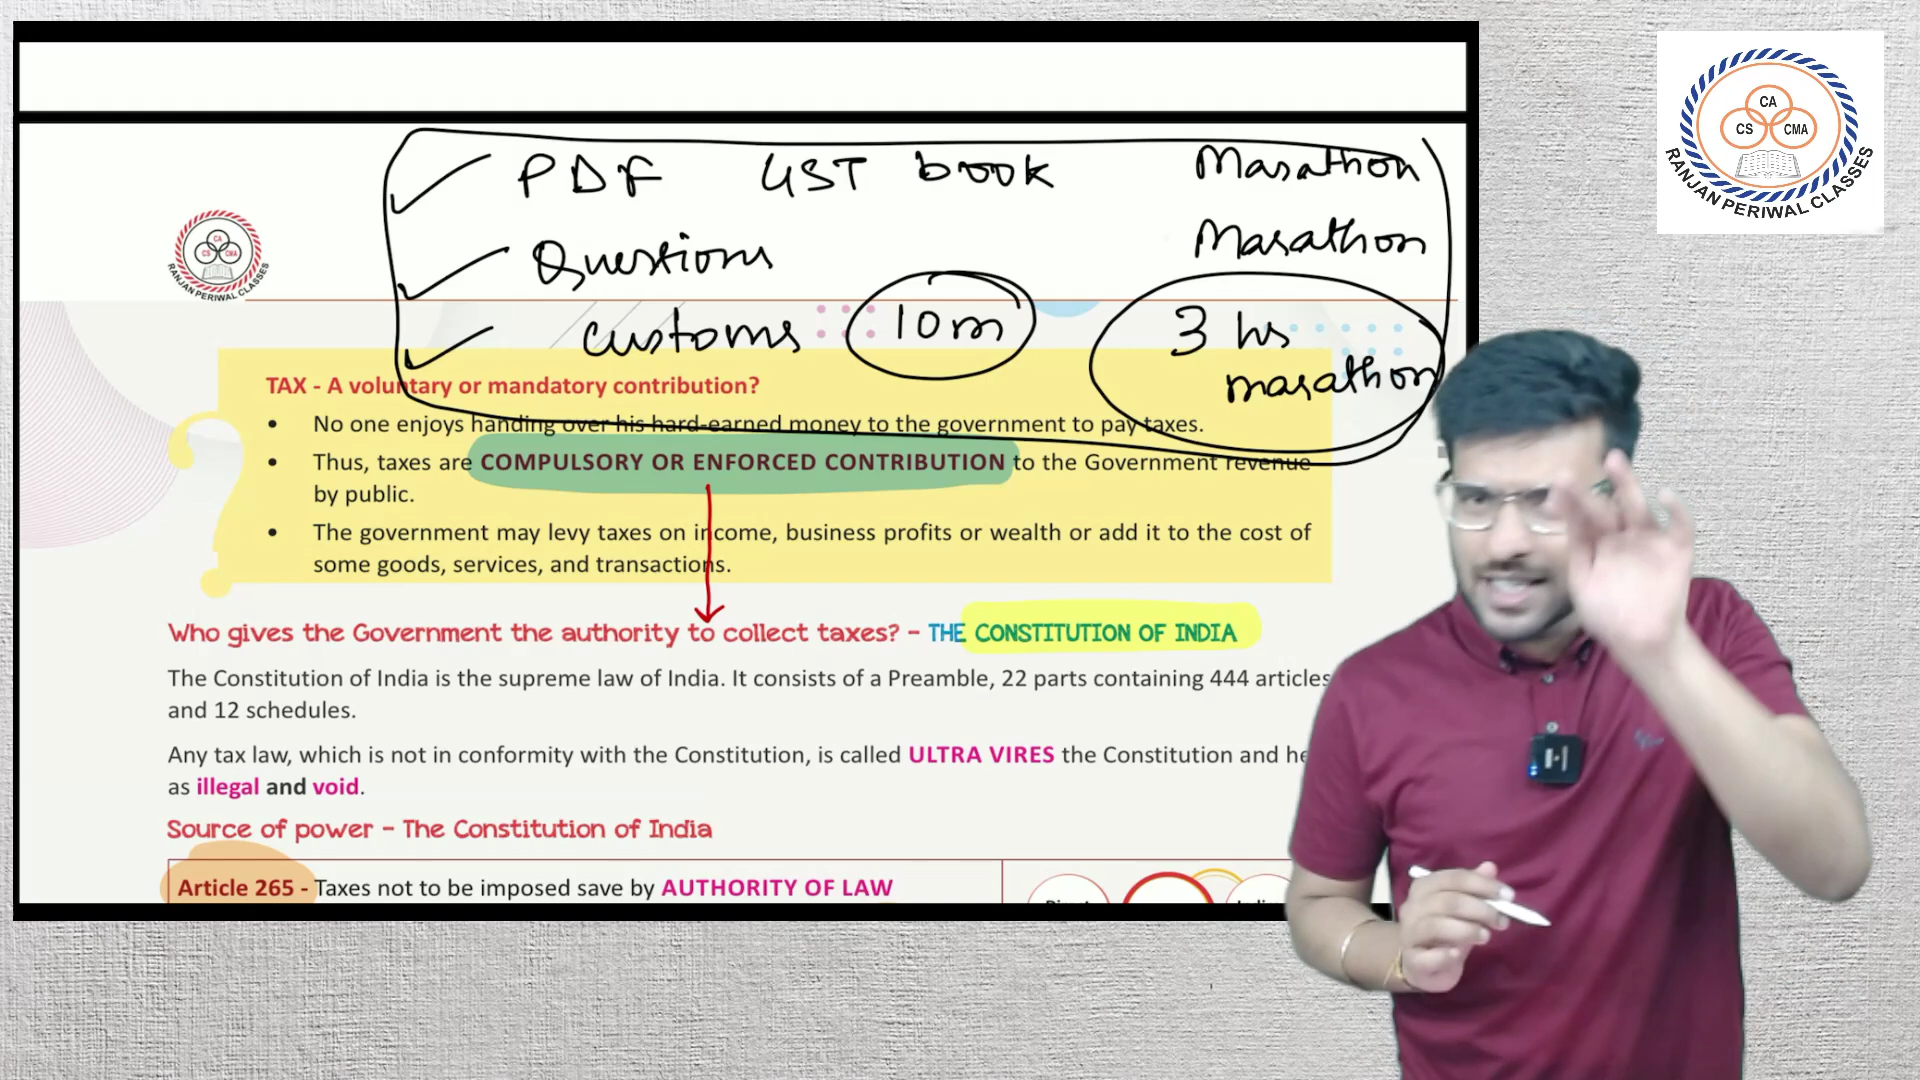 PDF GST book Marathon
Questions Marathon
customs 10m 3 hs
marathon
CA
CS CMA
RANJAN PERIWAL CLASSES
CA
CS CMA
RANJAN PERIWAL CLASSES
TAX - A voluntary or mandatory contribution?
• No one enjoys handing over his hard-earned money to the government to pay taxes.
• Thus, taxes are COMPULSORY OR ENFORCED CONTRIBUTION to the Government revenue
by public.
• The government may levy taxes on income, business profits or wealth or add it to the cost of
some goods, services, and transactions.
Who gives the Government the authority to collect taxes? - THE CONSTITUTION OF INDIA
The Constitution of India is the supreme law of India. It consists of a Preamble, 22 parts containing 444 articles
and 12 schedules.
Any tax law, which is not in conformity with the Constitution, is called ULTRA VIRES the Constitution and he
as illegal and void.
Source of power - The Constitution of India
Article 265 - Taxes not to be imposed save by AUTHORITY OF LAW